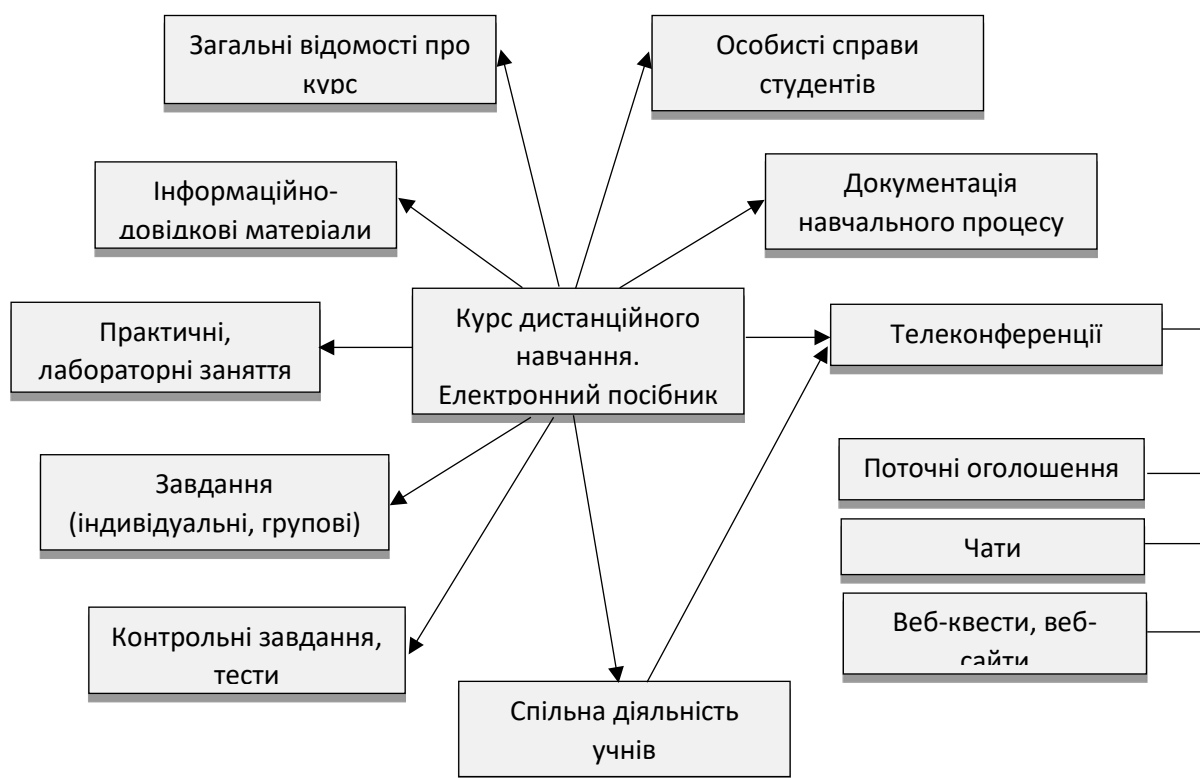 Загальні відомості про
курс
Особисті справи
студентів
Інформаційно-
довідкові матеріали
Документація
навчального процесу
Курс дистанційного
навчання.
Електронний посібник
Практичні,
лабораторні заняття
Телеконференції
Завдання
(індивідуальні, групові)
Поточні оголошення
Чати
Веб-квести, веб-
сайти
Контрольні завдання,
тести
Спільна діяльність
учнів